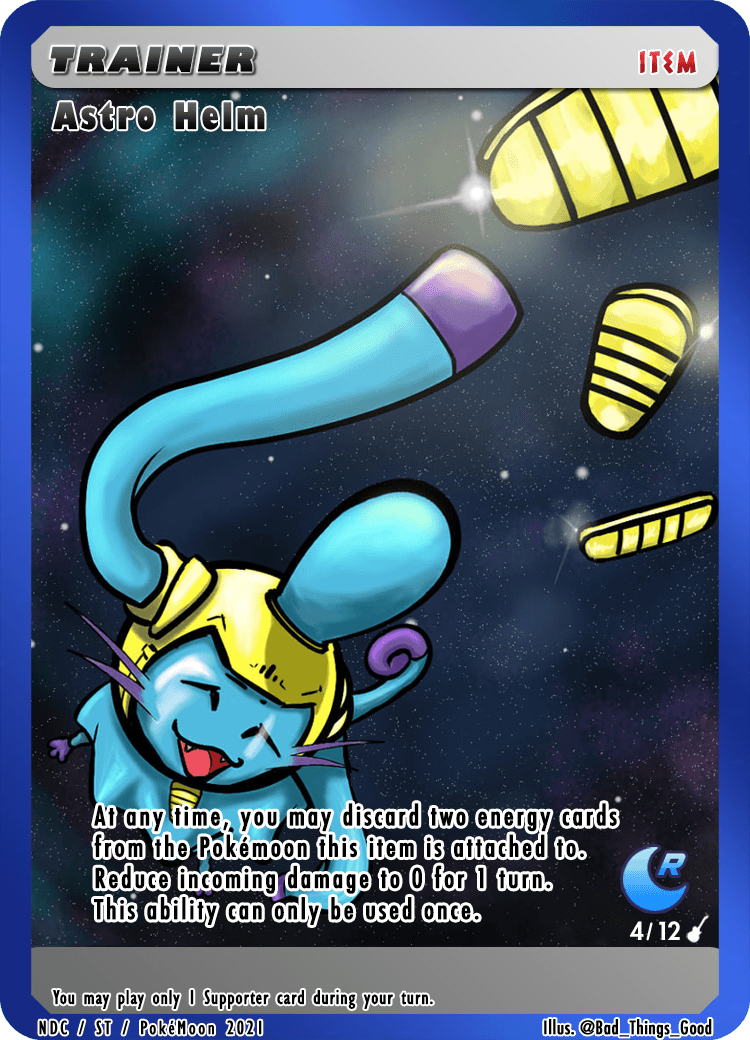 TRAINER
ITEM
Astro Helm
At any time, you may discard two energy cards
from the Pokémoon this item is attached to.
Reduce incoming damage to 0 for 1 turn.
This ability can only be used once.
R
4/12
You may play only 1 Supporter card during your turn.
NDC / ST / PokéMoon 2021
Illus. @Bad_Things_Good